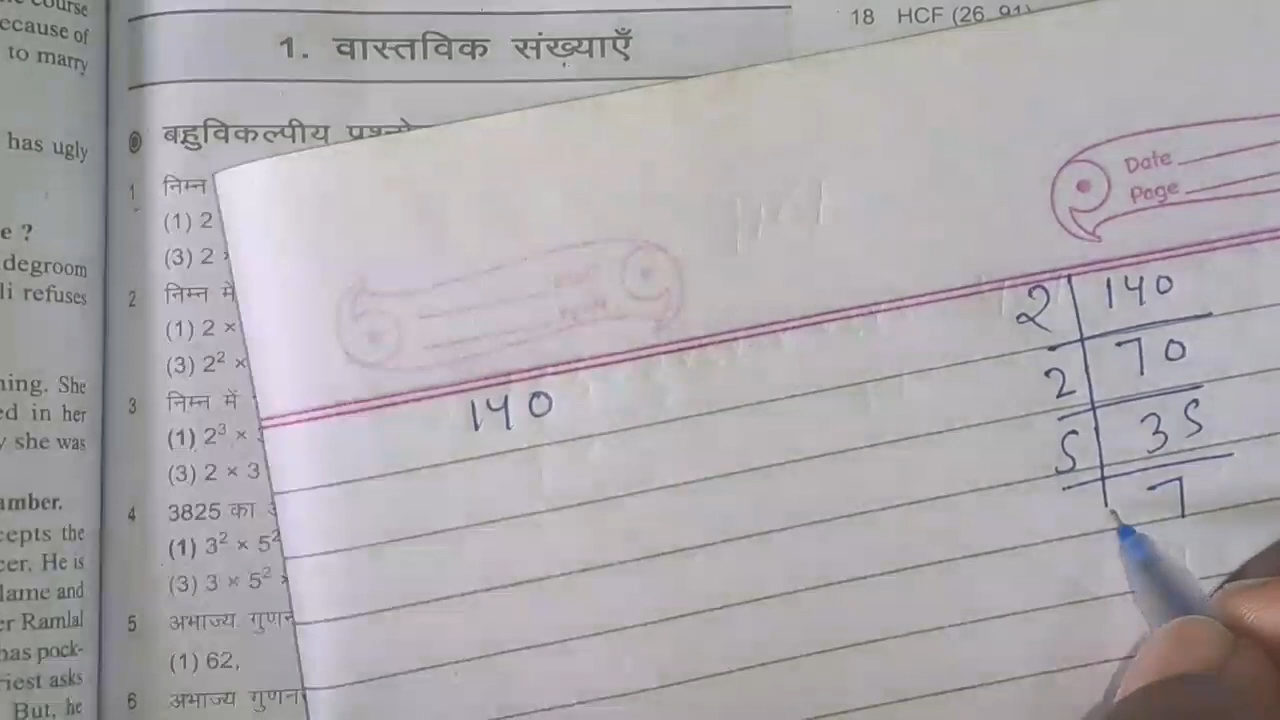 course
ecause of
to marry
has ugly
e ?
degroom
li refuses
ning. She
ed in her
y she was
amber.
cepts the
cer. He is
lame and
er Ramlal
has pock-
riest asks
But, he
18 HCF (26 91)
1. वास्तविक संख्याएँ
बहुविकल्पीय
1 निम्न
(1) 2
(3) 2
2 निम्न में
(1) 2 ×
(3) 2² ×
3 निम्न में
(1) 2³ ×
(3) 2 × 3
4 3825 का
(1) 3² × 5²
(3) 3 × 5²
5 अभाज्य
(1) 62,
6 अभाज्य
Date
Page
140
2 140
2 70
5 35
7